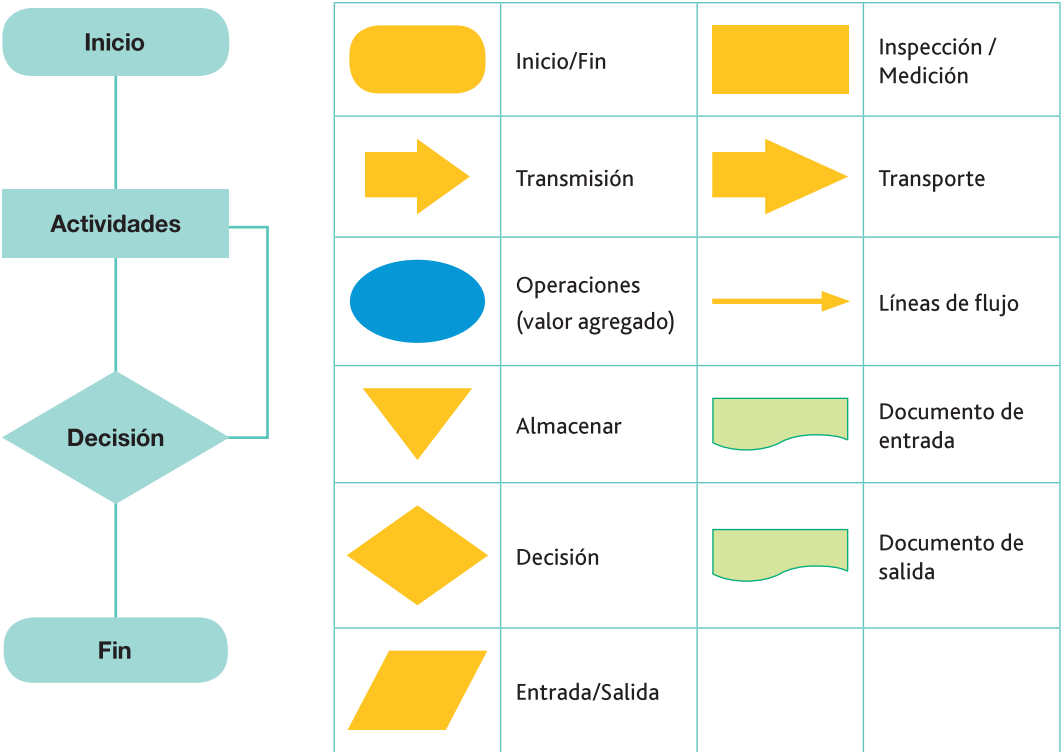 Inicio
Actividades
Decisión
Fin
Inicio/Fin
Inspección /
Medición
Transmisión
Transporte
Operaciones
(valor agregado)
Líneas de flujo
Almacenar
Documento de
entrada
Decisión
Documento de
salida
Entrada/Salida